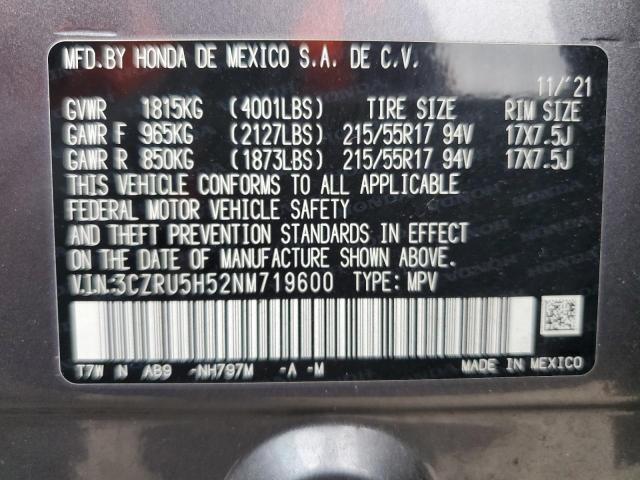 MFD.BY HONDA DE MEXICO S.A. DE C.V.
11/'21
GVWR 1815KG (4001LBS) TIRE SIZE RIM SIZE
GAWR F 965KG (2127LBS) 215/55R17 94V 17X7.5J
GAWR R 850KG (1873LBS) 215/55R17 94V 17X7.5J
THIS VEHICLE CONFORMS TO ALL APPLICABLE
FEDERAL MOTOR VEHICLE SAFETY
AND THEFT PREVENTION STANDARDS IN EFFECT
ON THE DATE OF MANUFACTURE SHOWN ABOVE.
V.I.N:3CZRU5H52NM719600 TYPE: MPV
T7W N AB9 -NH797M -A -M
MADE IN MEXICO